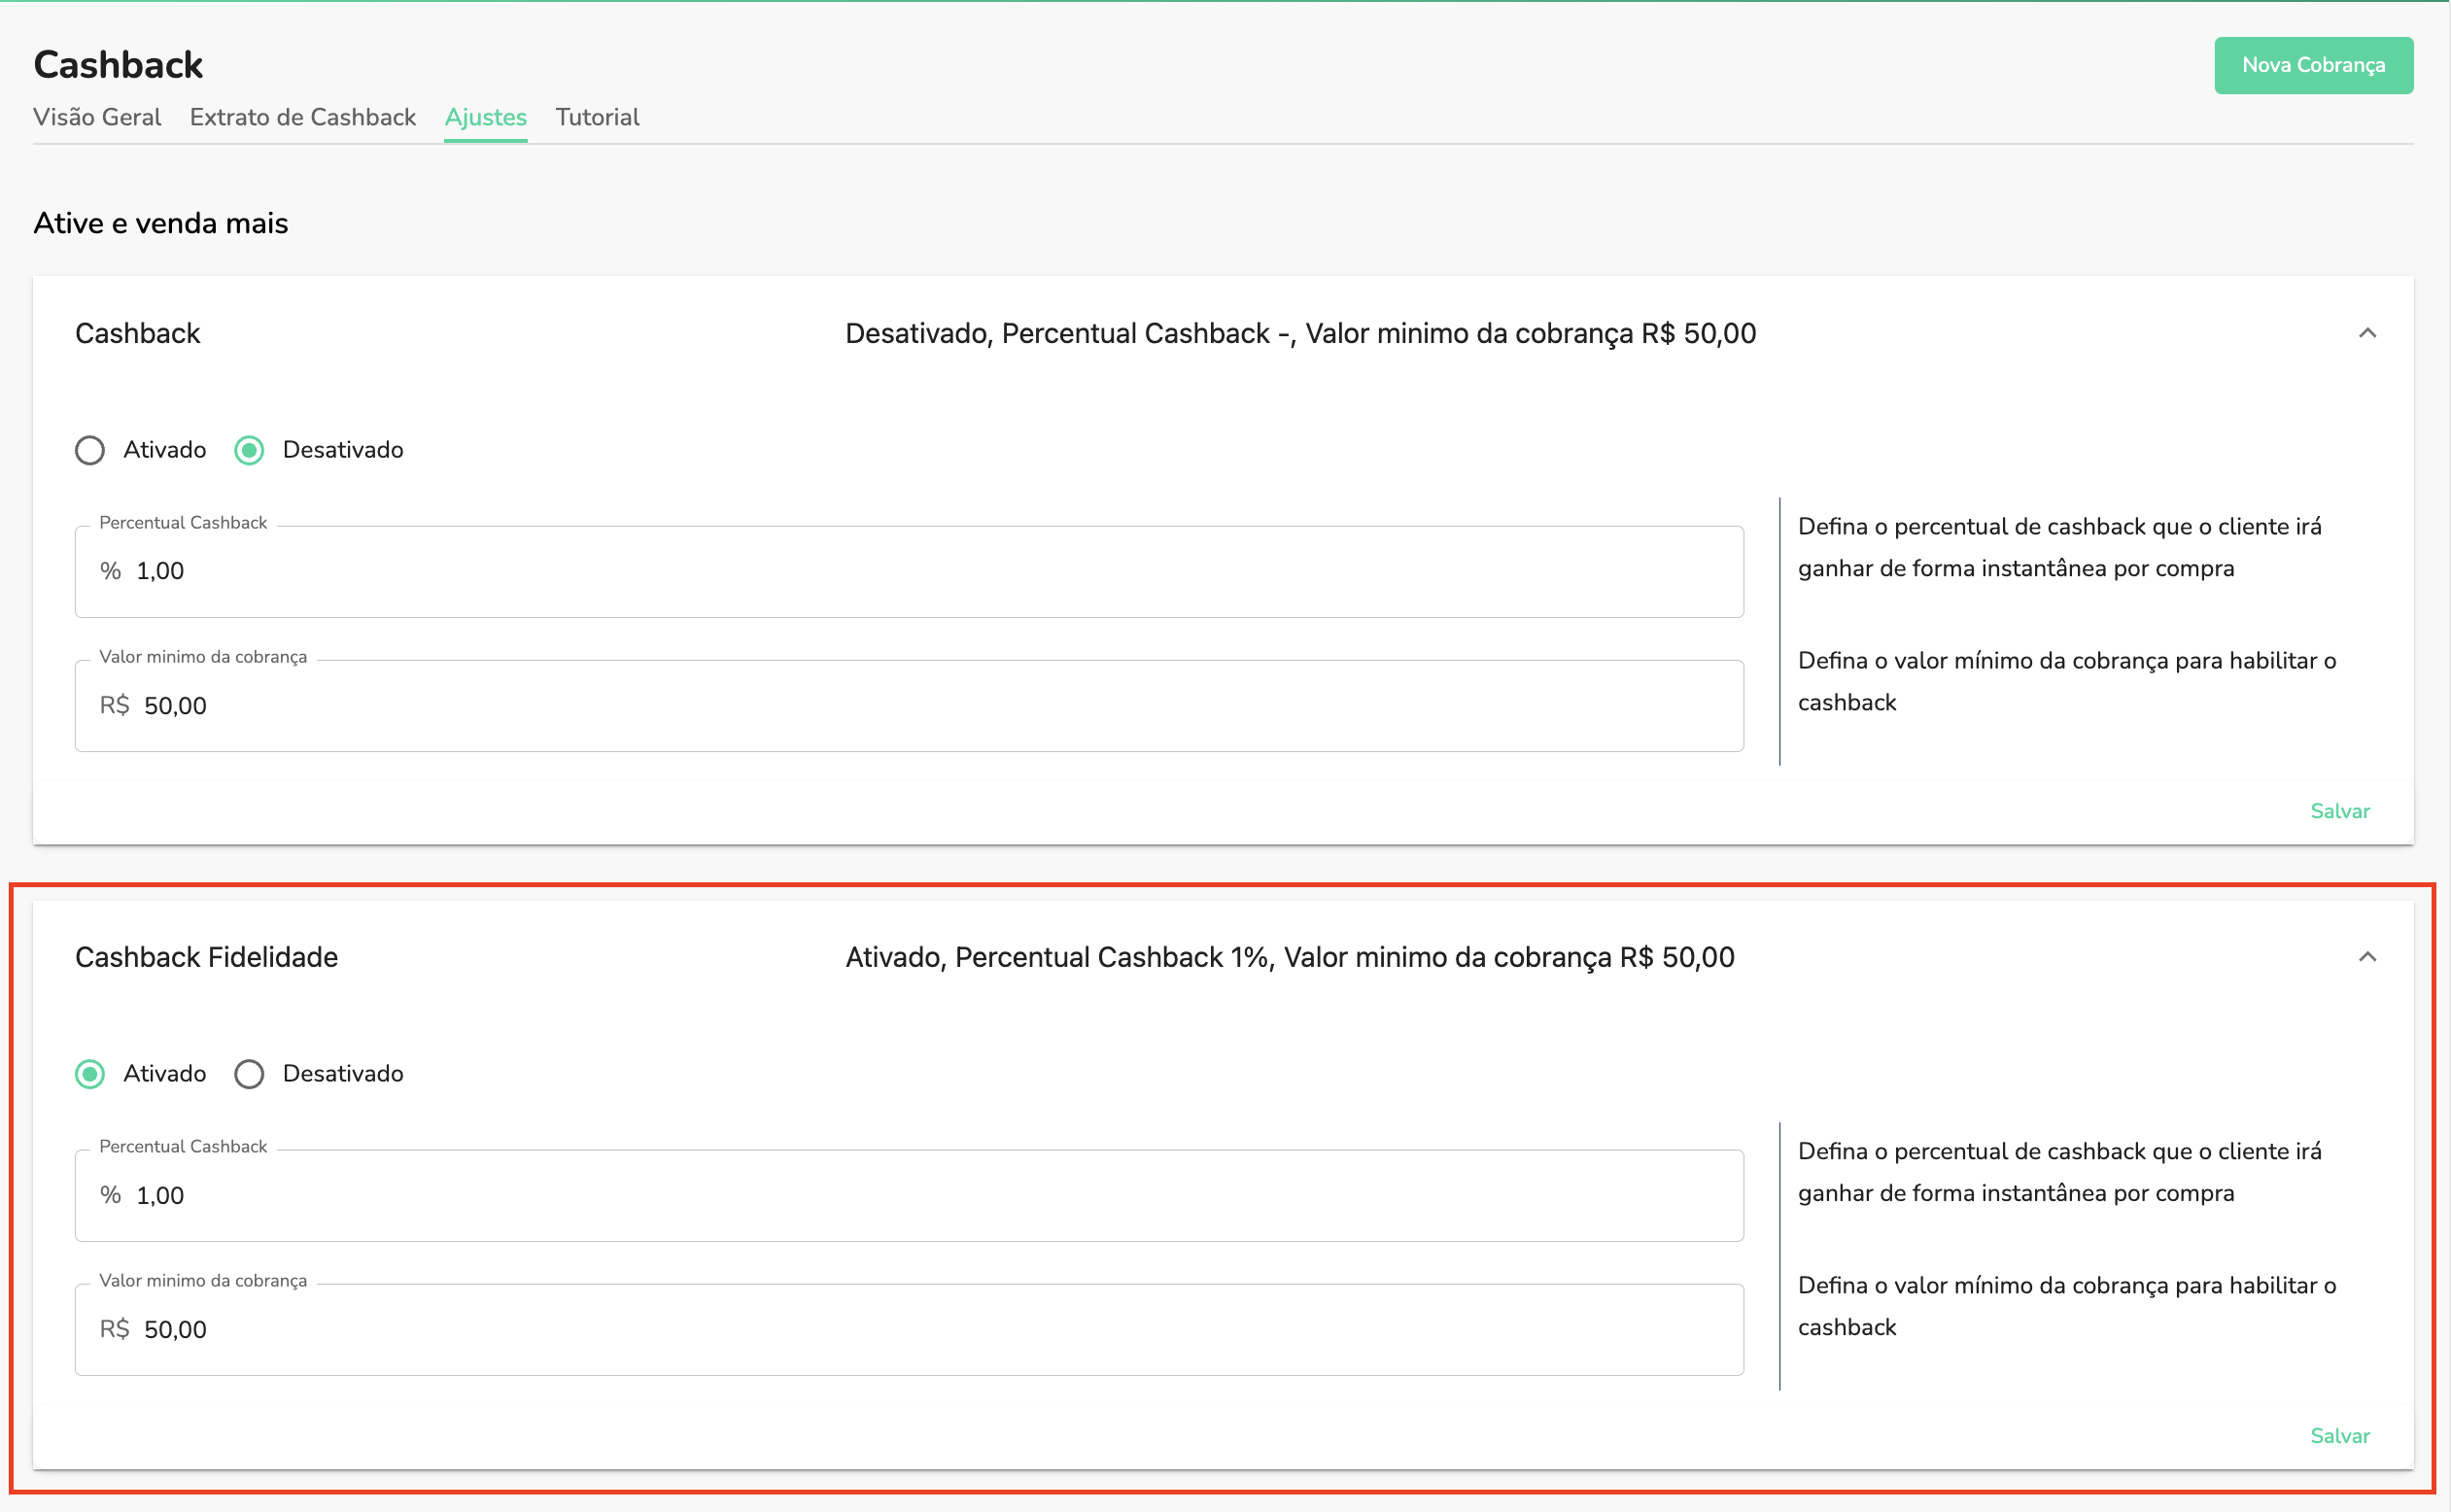 Cashback
Nova Cobrança
Visão Geral Extrato de Cashback Ajustes Tutorial
Ative e venda mais
Cashback Desativado, Percentual Cashback -, Valor minimo da cobrança R$ 50,00
Ativado Desativado
Percentual Cashback
% 1,00
Defina o percentual de cashback que o cliente irá
ganhar de forma instantânea por compra
Valor minimo da cobrança
R$ 50,00
Defina o valor mínimo da cobrança para habilitar o
cashback
Salvar
Cashback Fidelidade Ativado, Percentual Cashback 1%, Valor minimo da cobrança R$ 50,00
Ativado Desativado
Percentual Cashback
% 1,00
Defina o percentual de cashback que o cliente irá
ganhar de forma instantânea por compra
Valor minimo da cobrança
R$ 50,00
Defina o valor mínimo da cobrança para habilitar o
cashback
Salvar